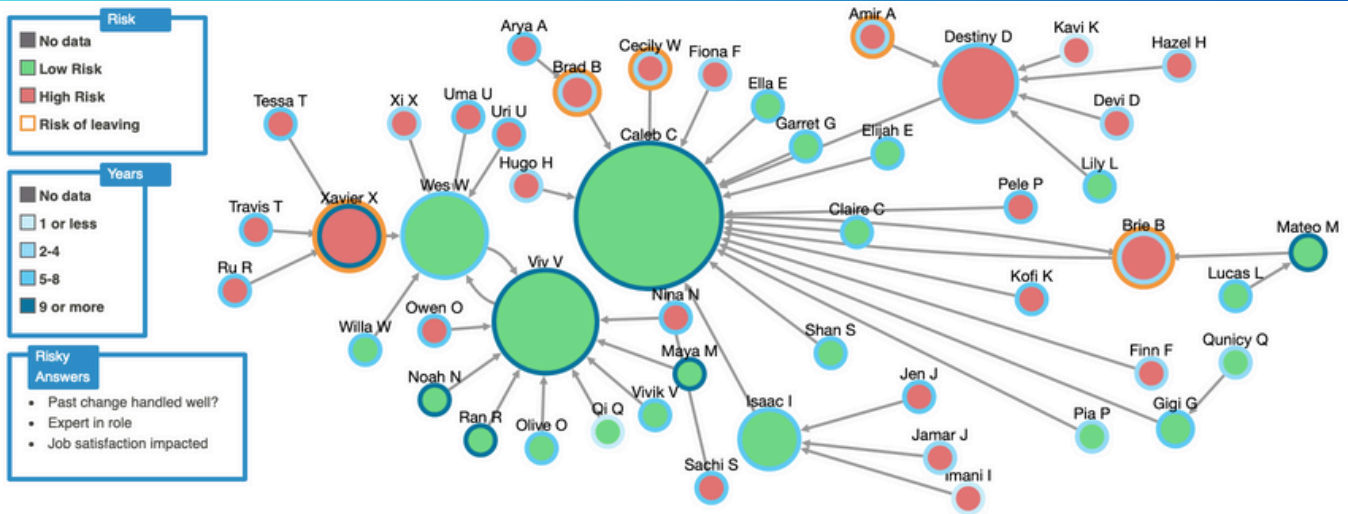 Risk
No data
Low Risk
High Risk
Risk of leaving
Years
No data
1 or less
2-4
5-8
9 or more
Risky
Answers
• Past change handled well?
• Expert in role
• Job satisfaction impacted
Arya A
Cecily W
Fiona F
Brad B
Ella E
Garret G
Elijah E
Caleb C
Hugo H
Amir A
Destiny D
Kavi K
Hazel H
Devi D
Lily L
Tessa T
Xi X
Uma U
Uri U
Wes W
Xavier X
Travis T
Ru R
Willa W
Owen O
Viv V
Noah N
Ran R
Olive O
Qi Q
Vivik V
Nina N
Maya M
Sachi S
Isaac I
Jen J
Jamar J
Imani I
Shan S
Claire C
Pele P
Kofi K
Brie B
Mateo M
Lucas L
Finn F
Qunicy Q
Gigi G
Pia P